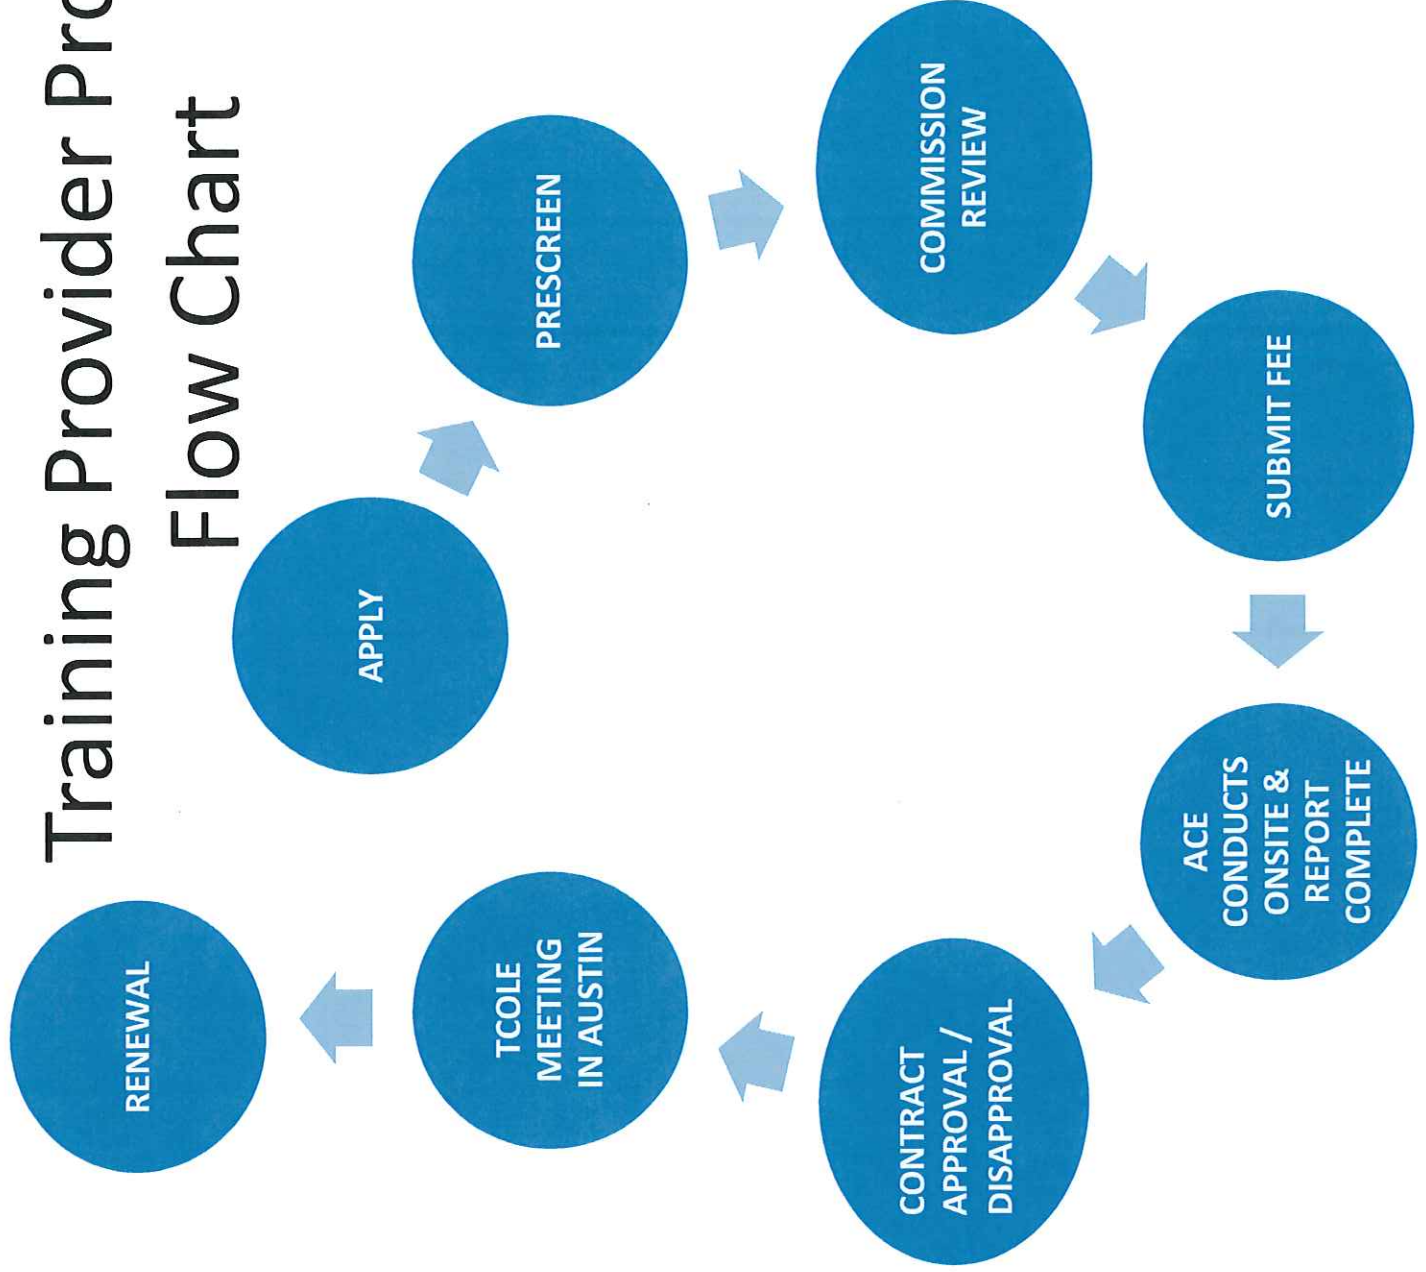 Training Provider Pro
Flow Chart
APPLY
PRESCREEN
COMMISSION
REVIEW
SUBMIT FEE
ACE
CONDUCTS
ONSITE &
REPORT
COMPLETE
CONTRACT
APPROVAL /
DISAPPROVAL
TCOLE
MEETING
IN AUSTIN
RENEWAL